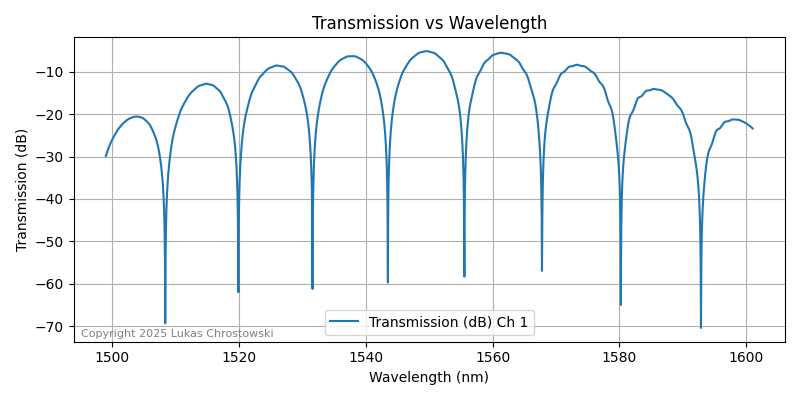 Transmission vs Wavelength
Transmission (dB)
−10
−20
−30
−40
−50
−60
−70
Transmission (dB) Ch 1
Copyright 2025 Lukas Chrostowski
1500 1520 1540 1560 1580 1600
Wavelength (nm)